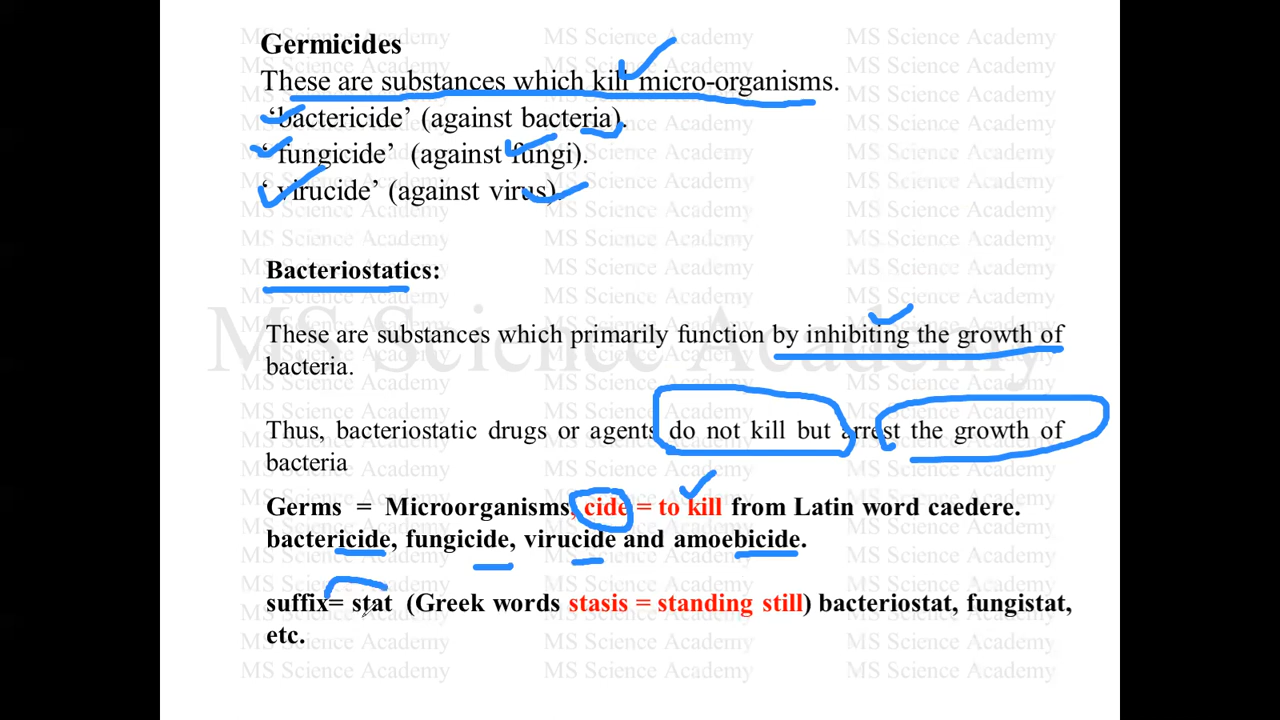 Germicides
These are substances which kill micro-organisms.
‘bactericide’ (against bacteria).
‘ fungicide’ (against fungi).
‘ virucide’ (against virus).
Bacteriostatics:
These are substances which primarily function by inhibiting the growth of
bacteria.
Thus, bacteriostatic drugs or agents do not kill but arrest the growth of
bacteria
Germs = Microorganisms, cide = to kill from Latin word caedere.
bactericide, fungicide, virucide and amoebicide.
suffix= stat (Greek words stasis = standing still) bacteriostat, fungistat,
etc.
MS Science Academy